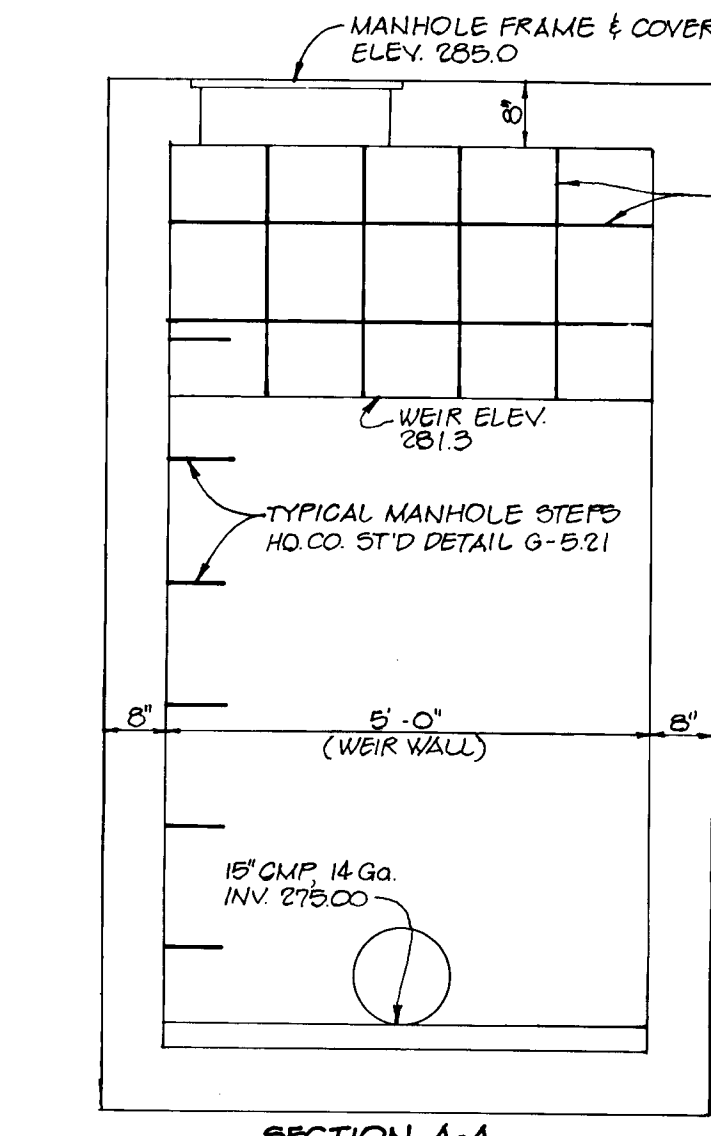 MANHOLE FRAME & COVER
ELEV. 285.0
8"
WEIR ELEV.
281.3
TYPICAL MANHOLE STEPS
HO.CO. ST'D DETAIL G-5.21
8"
5'-0"
8"
(WEIR WALL)
15" CMP, 14 Ga.
INV. 275.00
SECTION A-A